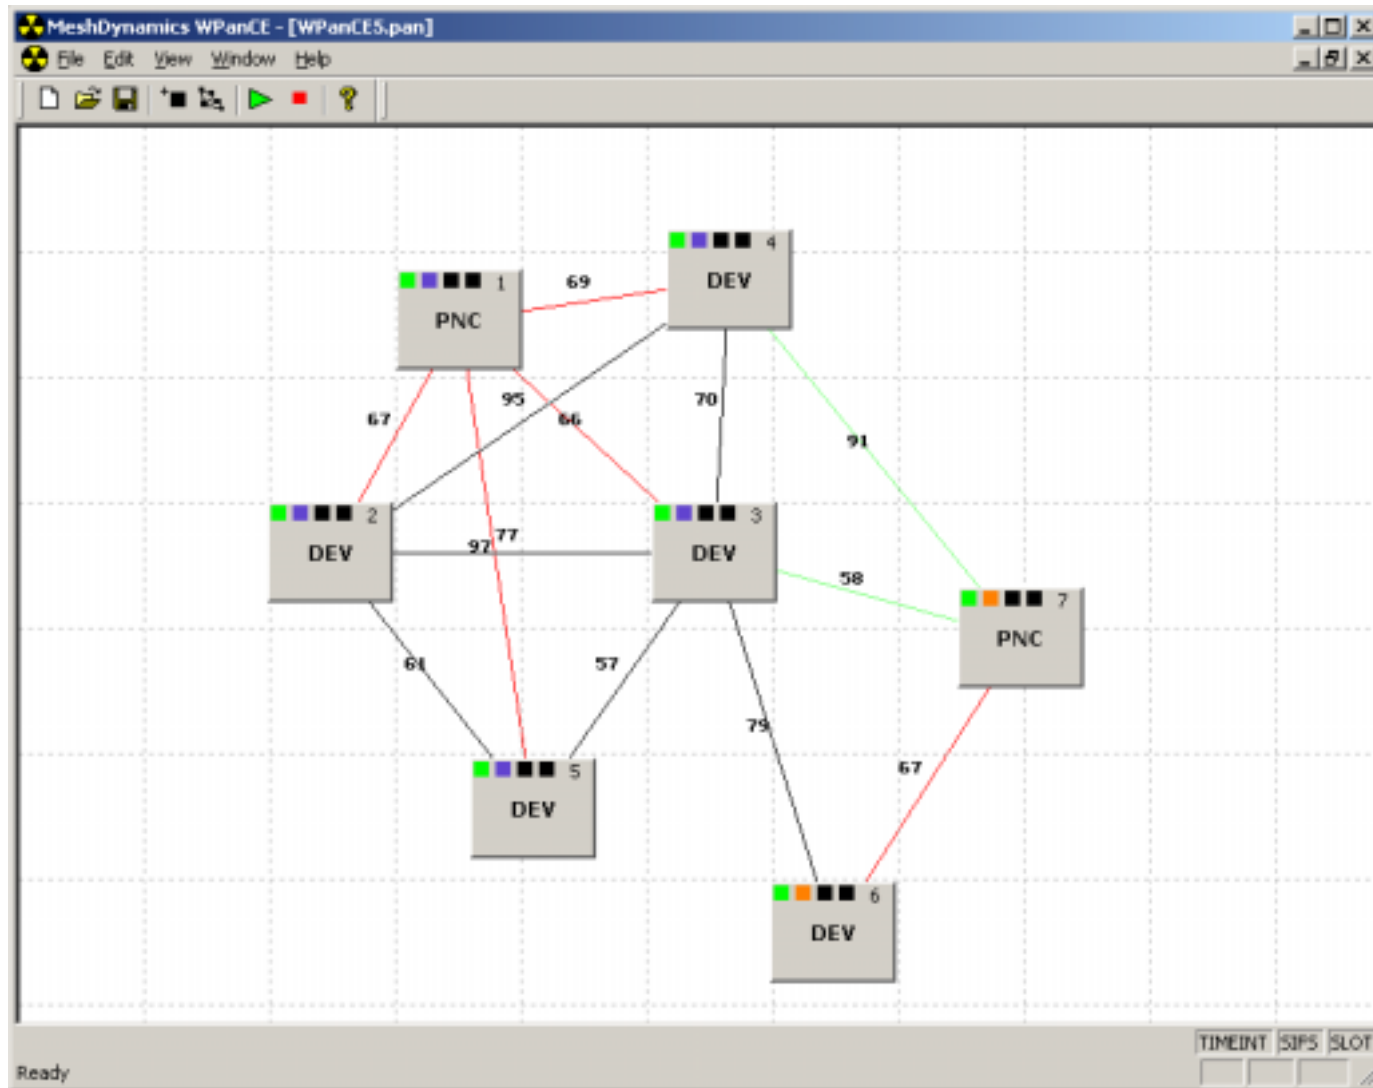 MeshDynamics WPanCE - [WPanCE5.pan]
File Edit View Window Help
4
DEV
1
PNC
69
67
95
66
70
91
2
DEV
3
DEV
77
97
58
7
PNC
61
57
79
67
5
DEV
6
DEV
TIMEINT SIFS SLOT
Ready